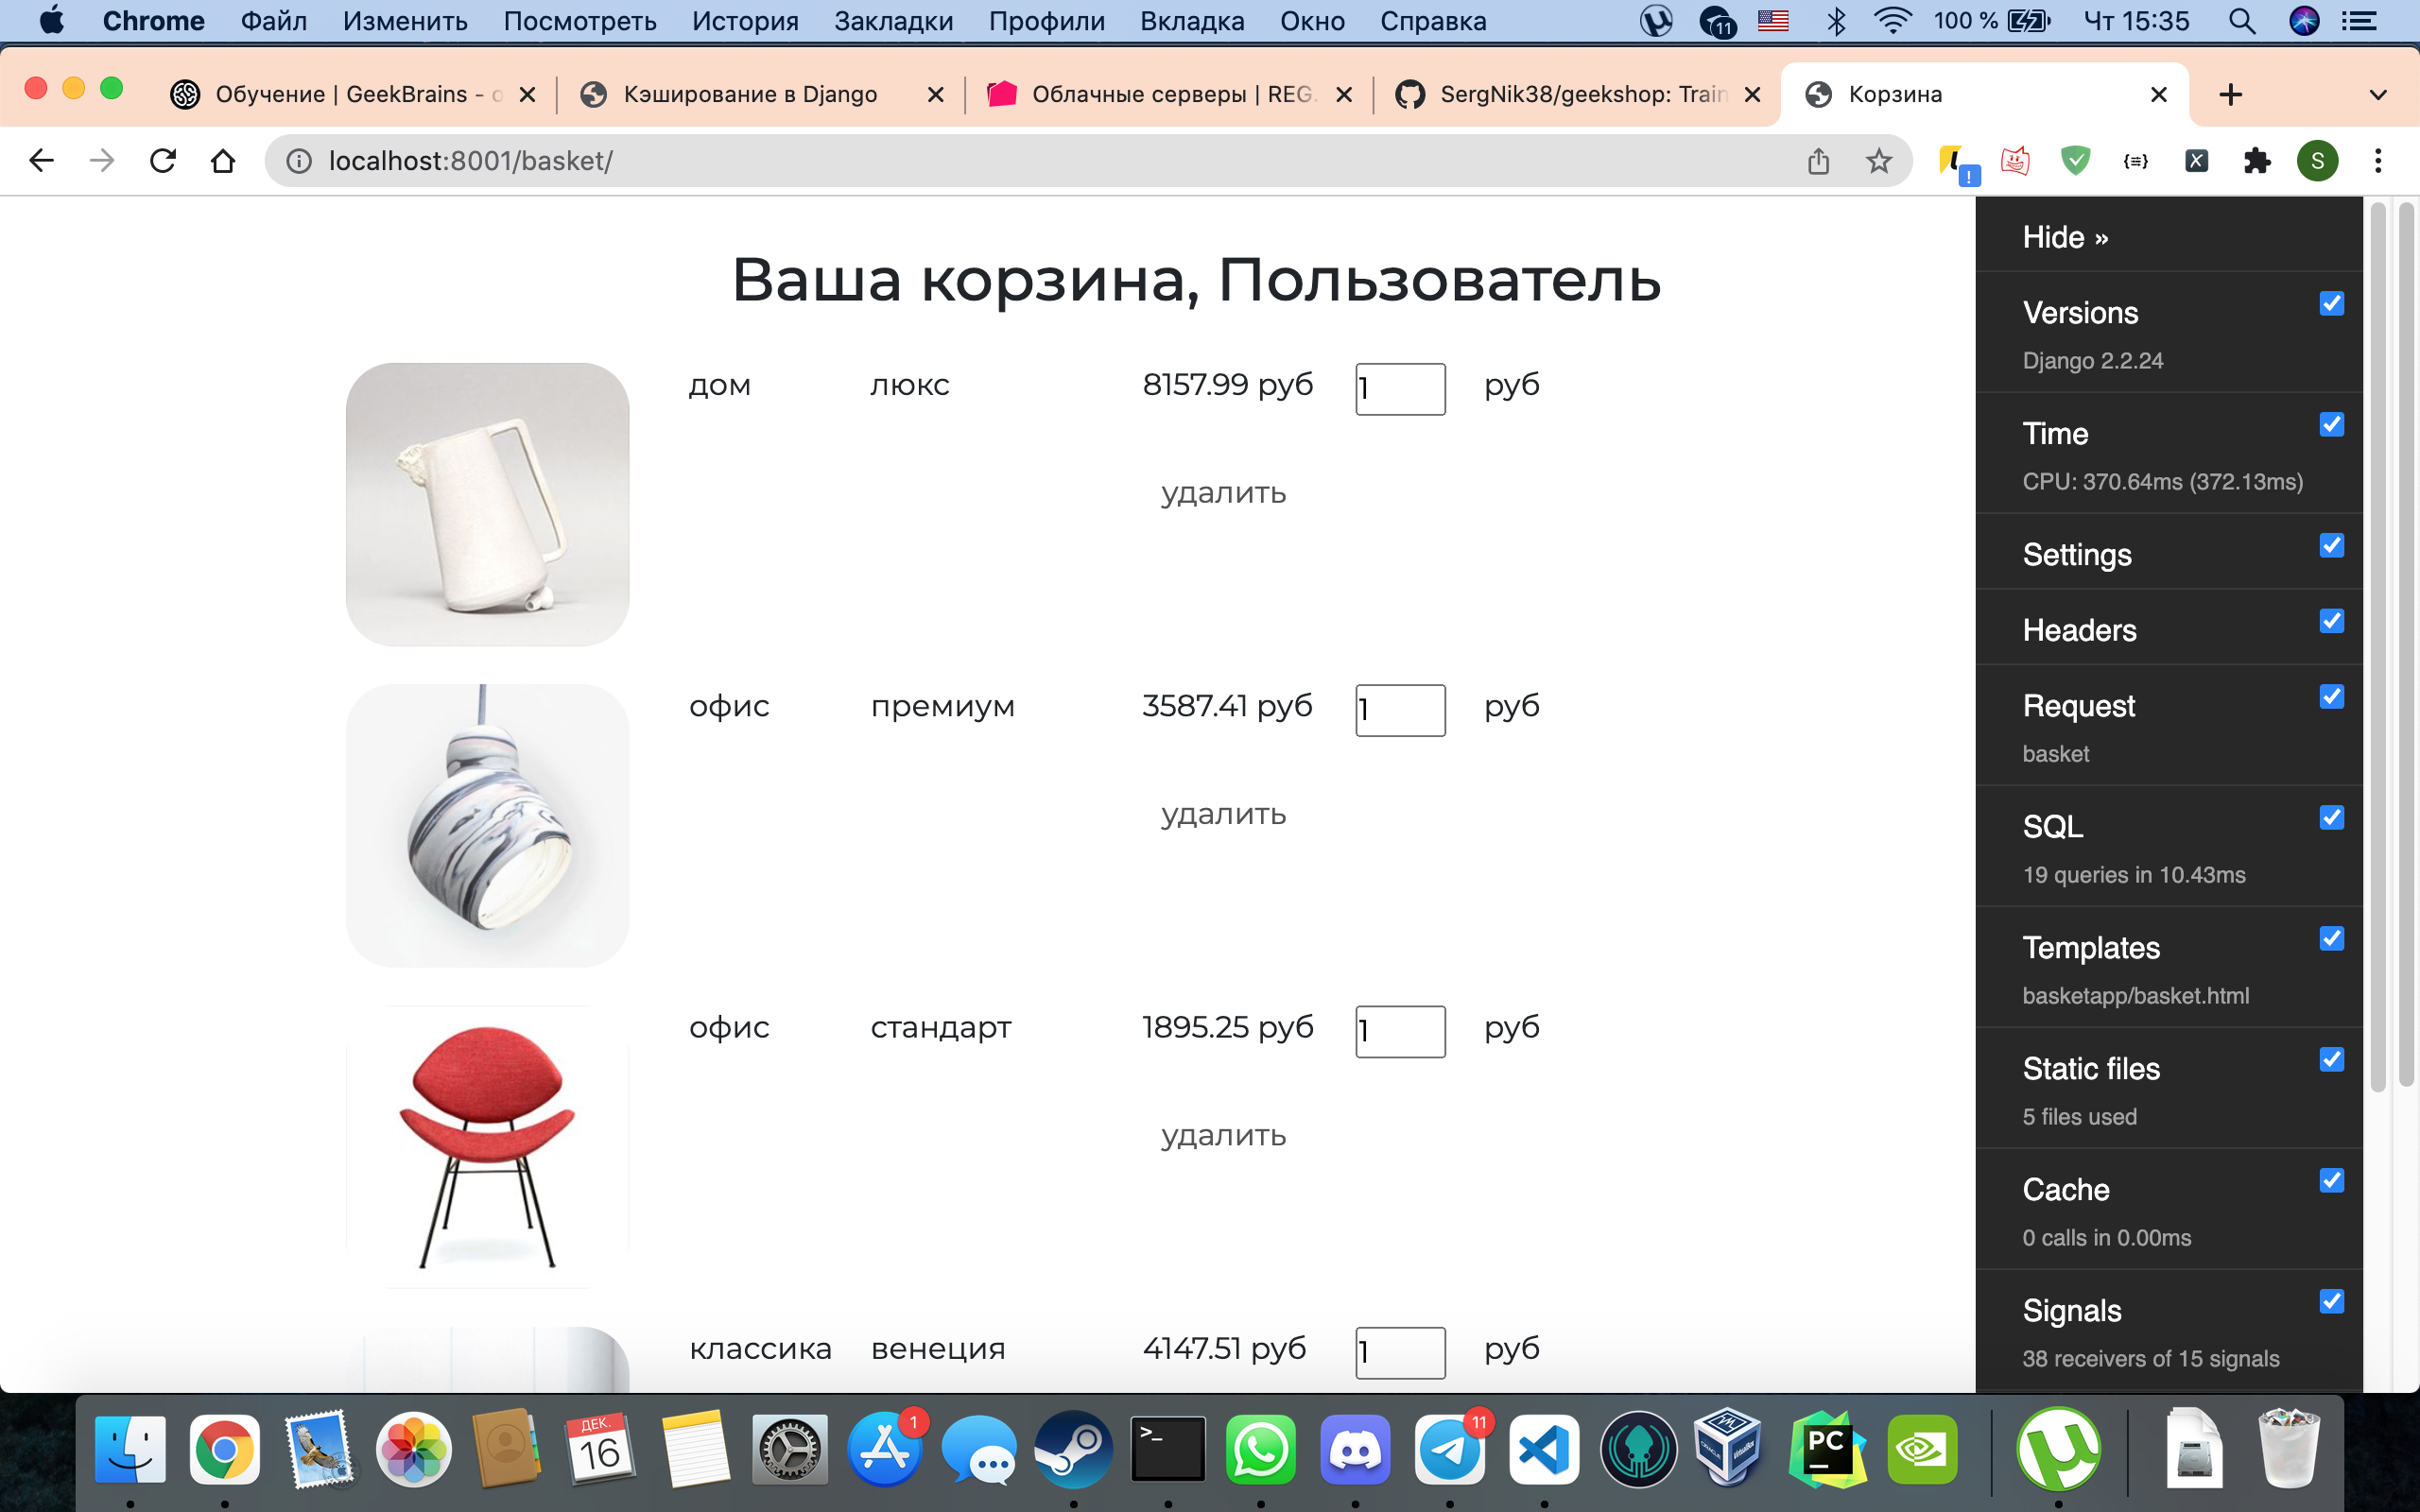 Chrome Файл Изменить Посмотреть История Закладки Профили Вкладка Окно Справка 11 100 % Чт 15:35
Обучение | GeekBrains - Кэширование в Django Облачные серверы | REG. SergNik38/geekshop: Train Корзина
localhost:8001/basket/ S
Ваша корзина, Пользователь
дом люкс 8157.99 руб 1 руб
удалить
офис премиум 3587.41 руб 1 руб
удалить
офис стандарт 1895.25 руб 1 руб
удалить
классика венеция 4147.51 руб 1 руб
Hide »
Versions
Django 2.2.24
Time
CPU: 370.64ms (372.13ms)
Settings
Headers
Request
basket
SQL
19 queries in 10.43ms
Templates
basketapp/basket.html
Static files
5 files used
Cache
0 calls in 0.00ms
Signals
38 receivers of 15 signals
ДЕК.
16
1
>_
11
PC